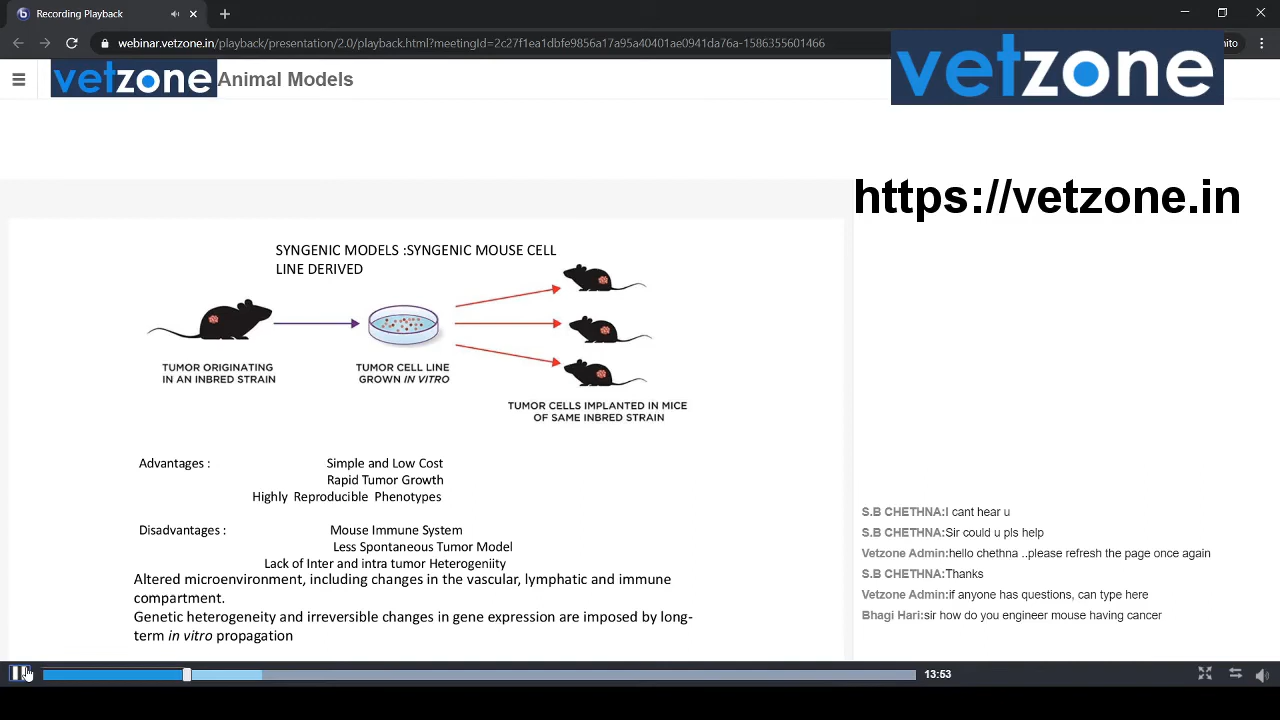 Recording Playback
webinar.vetzone.in/playback/presentation/2.0/playback.html?meetingId=2c27f1ea1dbfe9856a17a95a40401ae0941da76a-1586355601466
nito
vetzone
vetzone Animal Models
https://vetzone.in
SYNGENIC MODELS :SYNGENIC MOUSE CELL
LINE DERIVED
TUMOR ORIGINATING
IN AN INBRED STRAIN
TUMOR CELL LINE
GROWN IN VITRO
TUMOR CELLS IMPLANTED IN MICE
OF SAME INBRED STRAIN
Advantages : Simple and Low Cost
Rapid Tumor Growth
Highly Reproducible Phenotypes
Disadvantages : Mouse Immune System
Less Spontaneous Tumor Model
Lack of Inter and intra tumor Heterogeniity
Altered microenvironment, including changes in the vascular, lymphatic and immune
compartment.
Genetic heterogeneity and irreversible changes in gene expression are imposed by long-
term in vitro propagation
S.B CHETHNA:I cant hear u
S.B CHETHNA:Sir could u pls help
Vetzone Admin:hello chethna ..please refresh the page once again
S.B CHETHNA:Thanks
Vetzone Admin:if anyone has questions, can type here
Bhagi Hari:sir how do you engineer mouse having cancer
13:53